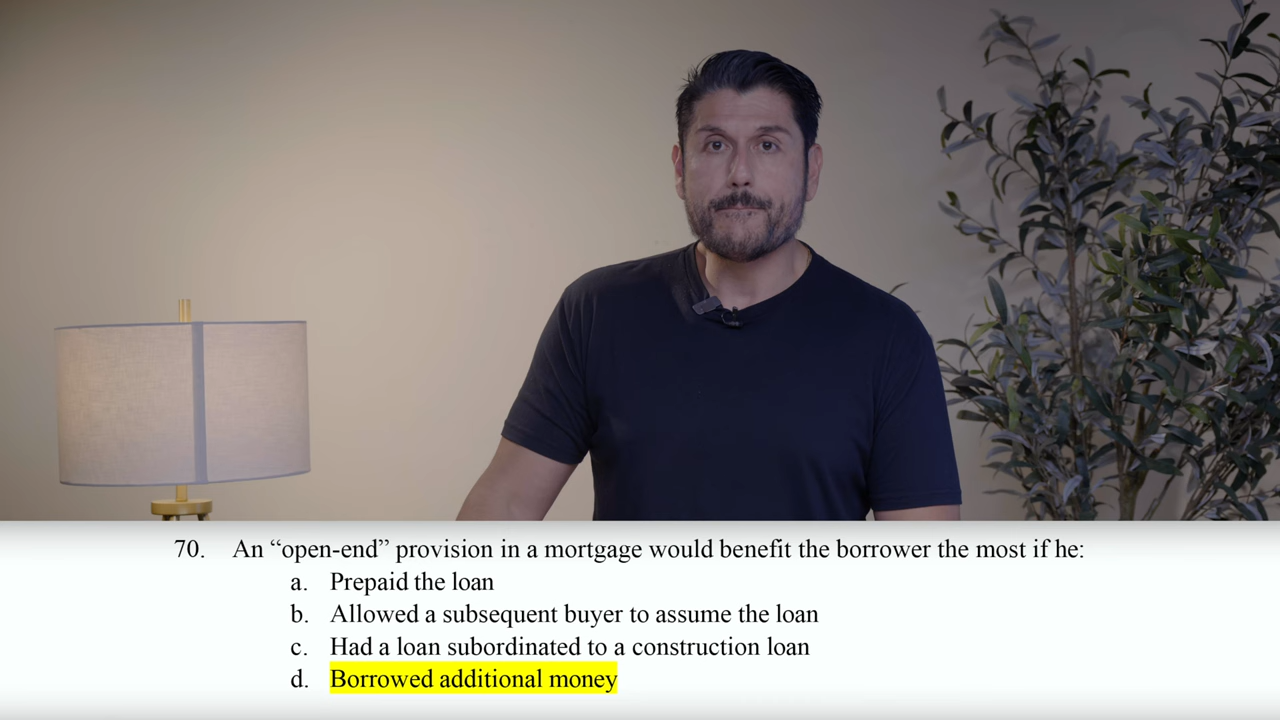 70. An “open-end” provision in a mortgage would benefit the borrower the most if he:
a. Prepaid the loan
b. Allowed a subsequent buyer to assume the loan
c. Had a loan subordinated to a construction loan
d. Borrowed additional money